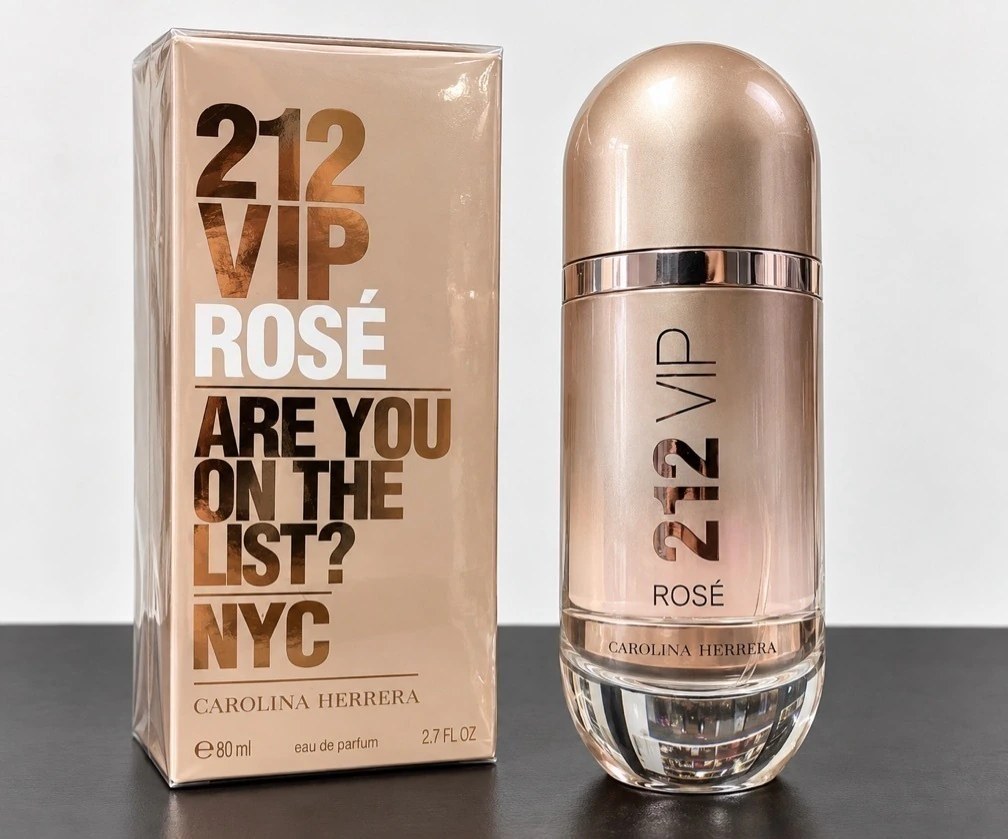 212
VIP
ROSÉ
ARE YOU
ON THE
LIST?
NYC
CAROLINA HERRERA
℮80 ml eau de parfum 2.7 FL OZ
212 VIP
ROSÉ
CAROLINA HERRERA